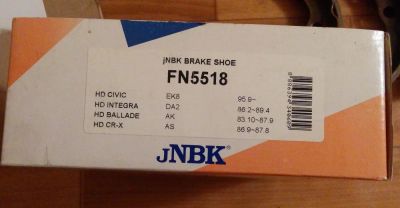 jNBK BRAKE SHOE
FN5518
HD CIVIC EK8 95.9~
HD INTEGRA DA2 86.2~89.4
HD BALLADE AK 83.10~87.9
HD CR-X AS 86.9~87.8
jNBK